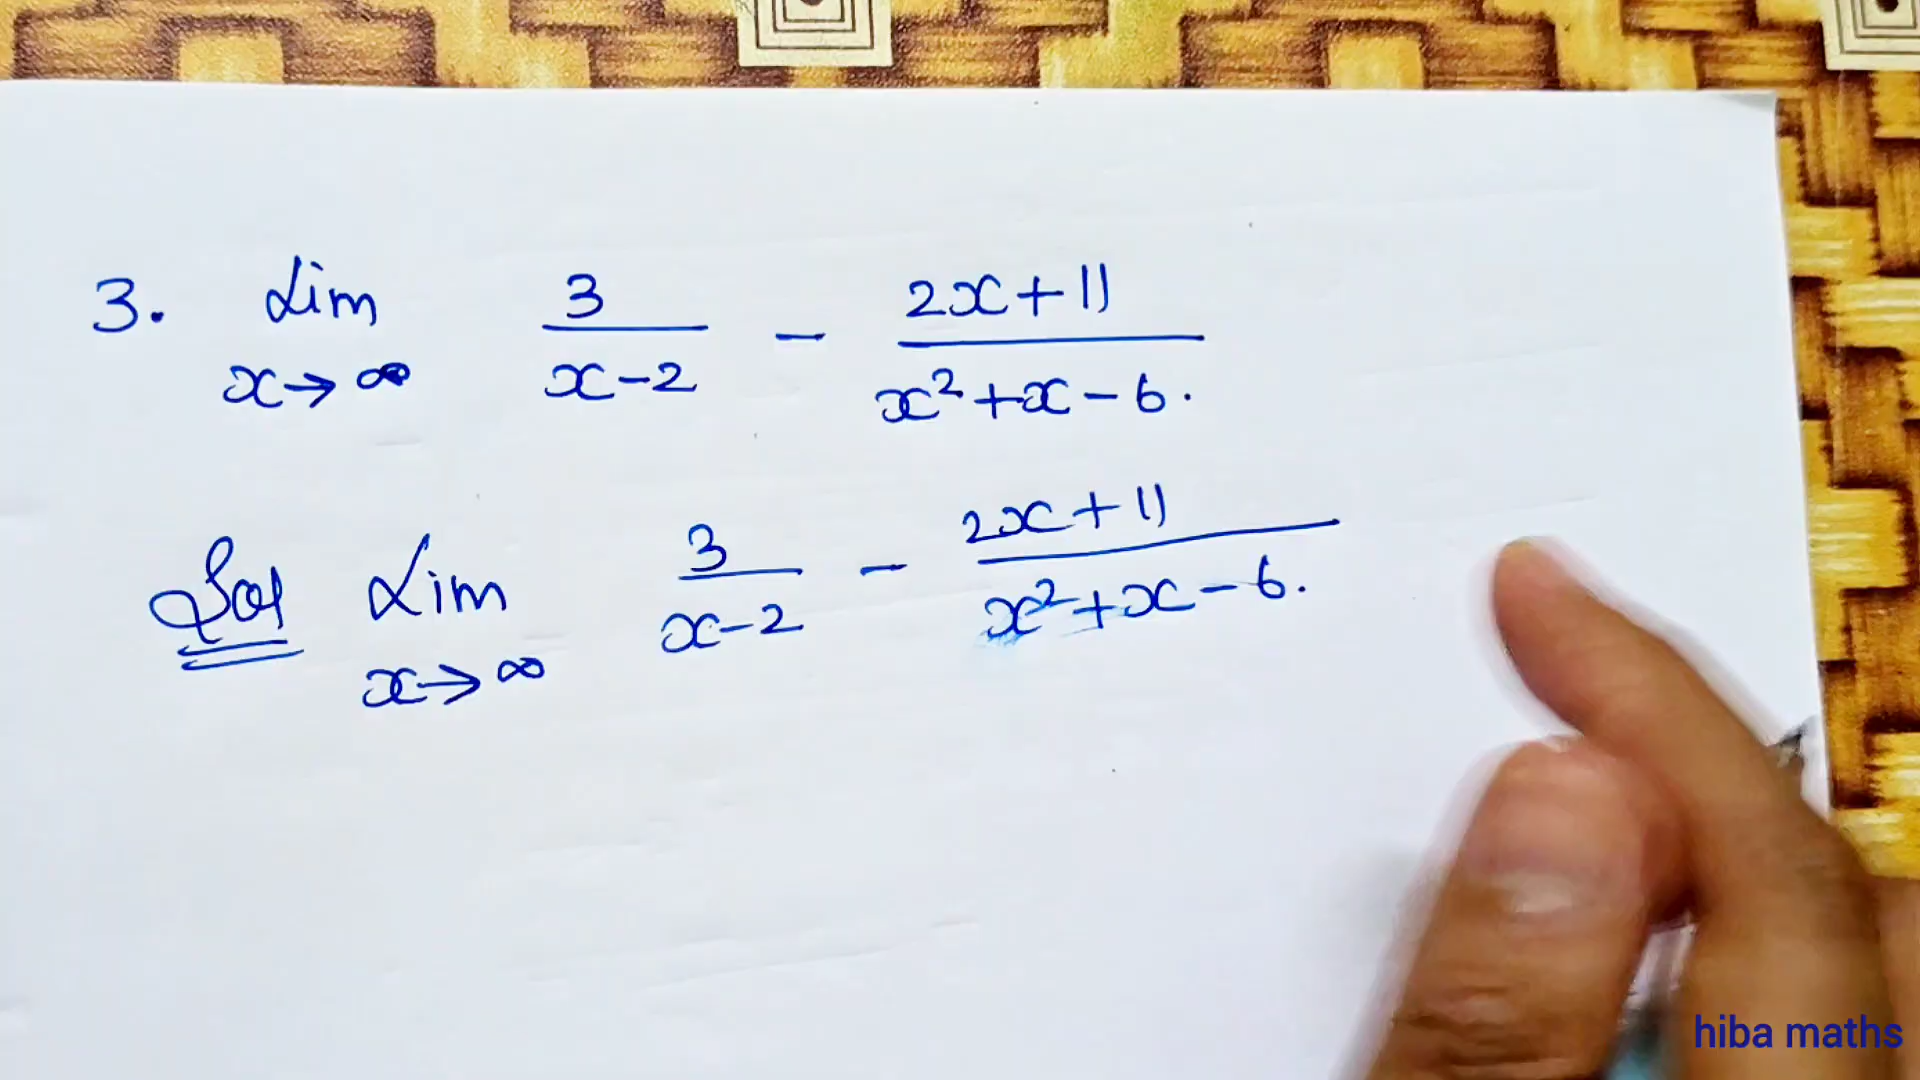 3. Lim 3/x-2 - 2x+11/x²+x-6.
x→∞
Sol Lim 3/x-2 - 2x+11/x²+x-6.
x→∞
hiba maths